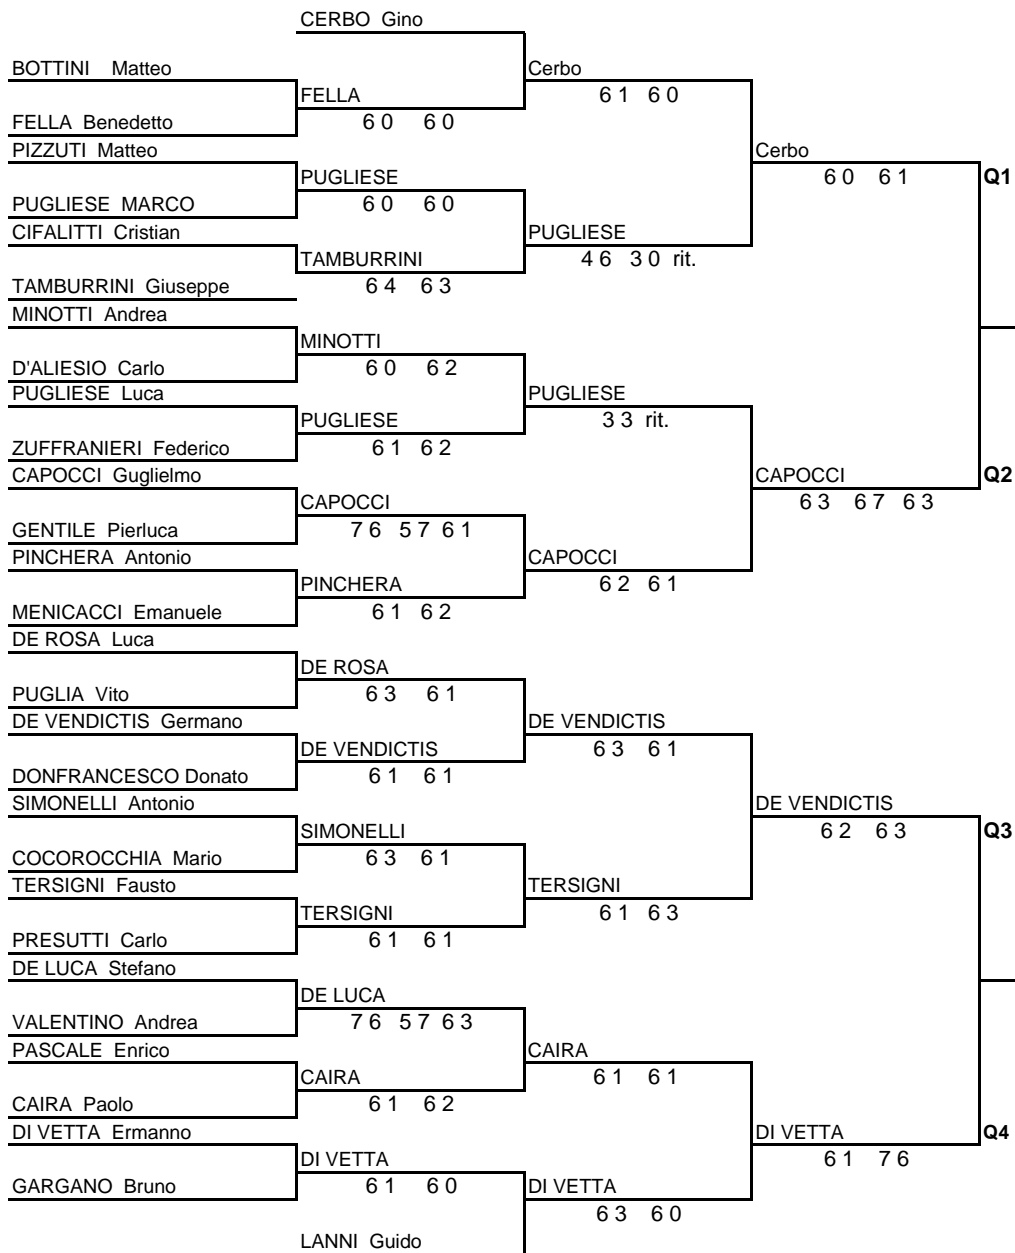 CERBO Gino
BOTTINI Matteo
Cerbo
6 1 6 0
FELLA
6 0 6 0
FELLA Benedetto
PIZZUTI Matteo
Cerbo
6 0 6 1
Q1
PUGLIESE
6 0 6 0
PUGLIESE MARCO
CIFALITTI Cristian
PUGLIESE
4 6 3 0 rit.
TAMBURRINI
6 4 6 3
TAMBURRINI Giuseppe
MINOTTI Andrea
MINOTTI
6 0 6 2
D'ALIESIO Carlo
PUGLIESE Luca
PUGLIESE
3 3 rit.
PUGLIESE
6 1 6 2
ZUFFRANIERI Federico
CAPOCCI Guglielmo
CAPOCCI
6 3 6 7 6 3
Q2
CAPOCCI
7 6 5 7 6 1
GENTILE Pierluca
PINCHERA Antonio
CAPOCCI
6 2 6 1
PINCHERA
6 1 6 2
MENICACCI Emanuele
DE ROSA Luca
DE ROSA
6 3 6 1
PUGLIA Vito
DE VENDICTIS Germano
DE VENDICTIS
6 3 6 1
DE VENDICTIS
6 1 6 1
DONFRANCESCO Donato
SIMONELLI Antonio
DE VENDICTIS
6 2 6 3
Q3
SIMONELLI
6 3 6 1
COCOROCCHIA Mario
TERSIGNI Fausto
TERSIGNI
6 1 6 3
TERSIGNI
6 1 6 1
PRESUTTI Carlo
DE LUCA Stefano
DE LUCA
7 6 5 7 6 3
VALENTINO Andrea
PASCALE Enrico
CAIRA
6 1 6 1
CAIRA
6 1 6 2
CAIRA Paolo
DI VETTA Ermanno
DI VETTA
6 1 7 6
Q4
DI VETTA
6 1 6 0
GARGANO Bruno
DI VETTA
6 3 6 0
LANNI Guido